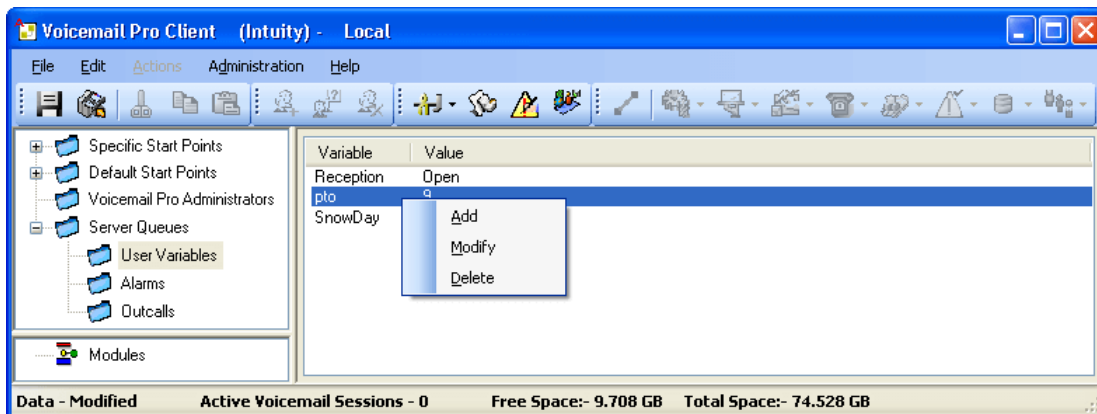 Voicemail Pro Client (Intuity) - Local
File Edit Actions Administration Help
Specific Start Points
Default Start Points
Voicemail Pro Administrators
Server Queues
User Variables
Alarms
Outcalls
Modules
Variable Value
Reception Open
pto 9
SnowDay
Add
Modify
Delete
Data - Modified Active Voicemail Sessions - 0 Free Space:- 9.708 GB Total Space:- 74.528 GB